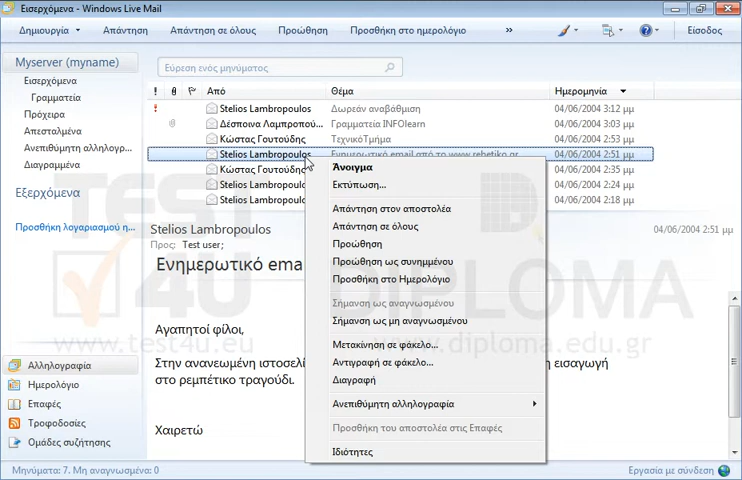 Εισερχόμενα - Windows Live Mail
Δημιουργία Απάντηση Απάντηση σε όλους Προώθηση Προσθήκη στο ημερολόγιο » Είσοδος
Myserver (myname)
Εισερχόμενα
Γραμματεία
Πρόχειρα
Απεσταλμένα
Ανεπιθύμητη αλληλογρ...
Διαγραμμένα
Εξερχόμενα
Προσθήκη λογαριασμού η...
Εύρεση ενός μηνύματος
Από Θέμα Ημερομηνία
Stelios Lambropoulos Δωρεάν αναβάθμιση 04/06/2004 3:12 μμ
Δέσποινα Λαμπροπού... Γραμματεία INFOlearn 04/06/2004 3:03 μμ
Κώστας Γουτούδης ΤεχνικόΤμήμα 04/06/2004 2:53 μμ
Stelios Lambropoulos Ενημερωτικό email από το www.rebetiko.gr 04/06/2004 2:51 μμ
Κώστας Γουτούδης 04/06/2004 2:35 μμ
Stelios Lambropoulos 04/06/2004 2:24 μμ
Stelios Lambropoulos 04/06/2004 2:18 μμ
Άνοιγμα
Εκτύπωση...
Απάντηση στον αποστολέα
Απάντηση σε όλους
Προώθηση
Προώθηση ως συνημμένου
Προσθήκη στο Ημερολόγιο
Σήμανση ως αναγνωσμένου
Σήμανση ως μη αναγνωσμένου
Μετακίνηση σε φάκελο...
Αντιγραφή σε φάκελο...
Διαγραφή
Ανεπιθύμητη αλληλογραφία
Προσθήκη του αποστολέα στις Επαφές
Ιδιότητες
Stelios Lambropoulos 04/06/2004 2:51 μμ
Προς: Test user;
Ενημερωτικό ema
Αγαπητοί φίλοι,
Στην ανανεωμένη ιστοσελί εισαγωγή
στο ρεμπέτικο τραγούδι.
Χαιρετώ
TEST4U
www.test4u.eu
DIPLOMA
www.diploma.edu.gr
Αλληλογραφία
Ημερολόγιο
Επαφές
Τροφοδοσίες
Ομάδες συζήτησης
Μηνύματα: 7. Μη αναγνωσμένα: 0 Εργασία με σύνδεση